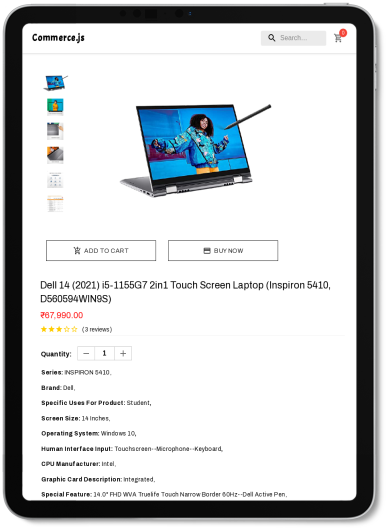 Commerce.js
Search...
0
ADD TO CART
BUY NOW
Dell 14 (2021) i5-1155G7 2in1 Touch Screen Laptop (Inspiron 5410,
D560594WIN9S)
₹67,990.00
(3 reviews)
Quantity: 1
Series: INSPIRON 5410,
Brand: Dell,
Specific Uses For Product: Student,
Screen Size: 14 Inches,
Operating System: Windows 10,
Human Interface Input: Touchscreen--Microphone--Keyboard,
CPU Manufacturer: Intel,
Graphic Card Description: Integrated,
Special Feature: 14.0" FHD WVA Truelife Touch Narrow Border 60Hz--Dell Active Pen,